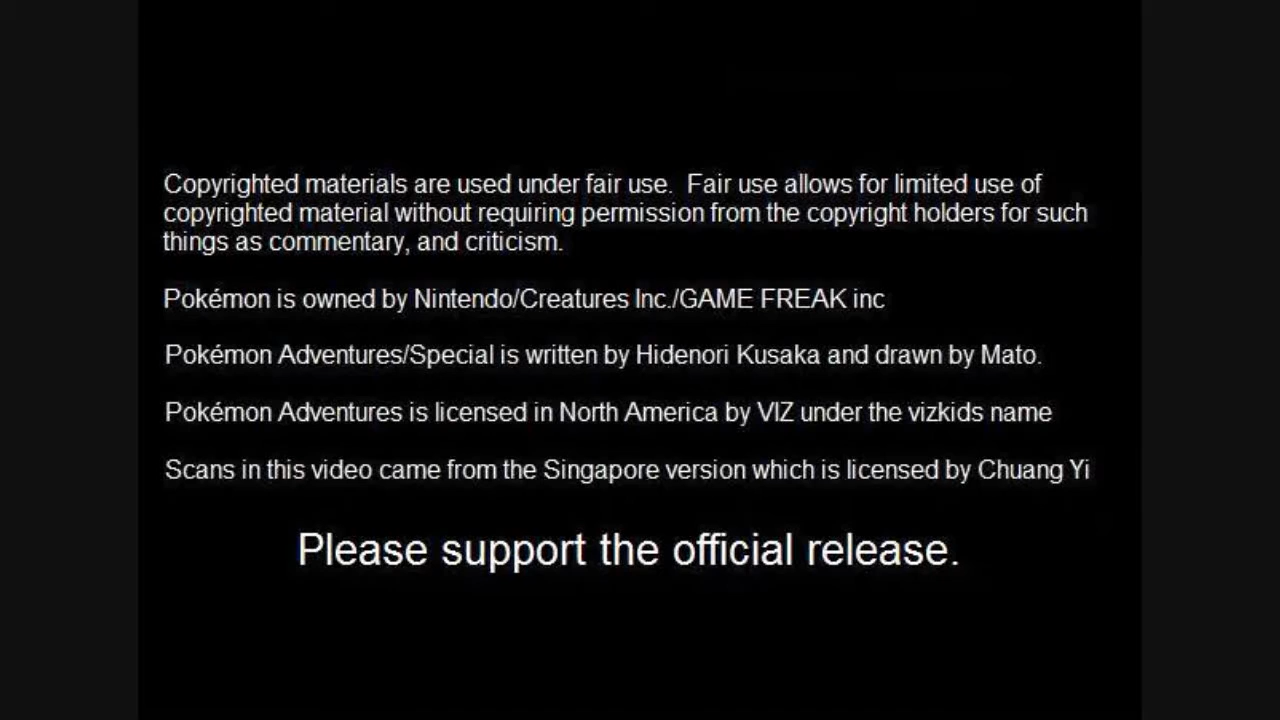 Copyrighted materials are used under fair use.  Fair use allows for limited use of
copyrighted material without requiring permission from the copyright holders for such
things as commentary, and criticism.
Pokémon is owned by Nintendo/Creatures Inc./GAME FREAK inc
Pokémon Adventures/Special is written by Hidenori Kusaka and drawn by Mato.
Pokémon Adventures is licensed in North America by VIZ under the vizkids name
Scans in this video came from the Singapore version which is licensed by Chuang Yi
Please support the official release.